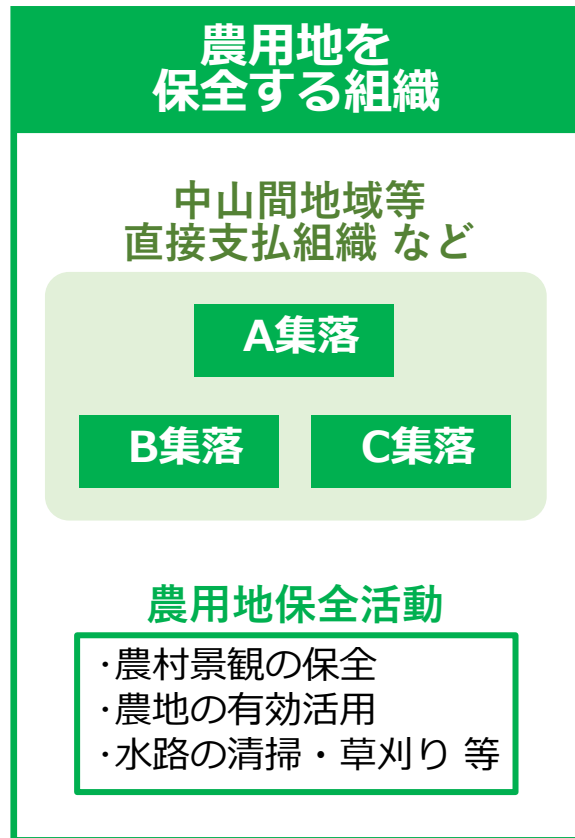 農用地を
保全する組織
中山間地域等
直接支払組織 など
A集落
B集落
C集落
農用地保全活動
･農村景観の保全
･農地の有効活用
･水路の清掃・草刈り 等